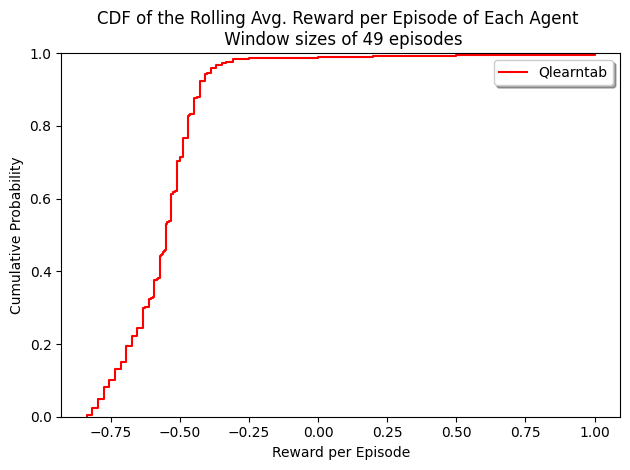 CDF of the Rolling Avg. Reward per Episode of Each Agent
Window sizes of 49 episodes
Qlearntab
1.0
0.8
0.6
0.4
0.2
0.0
Cumulative Probability
−0.75
−0.50
−0.25
0.00
0.25
0.50
0.75
1.00
Reward per Episode